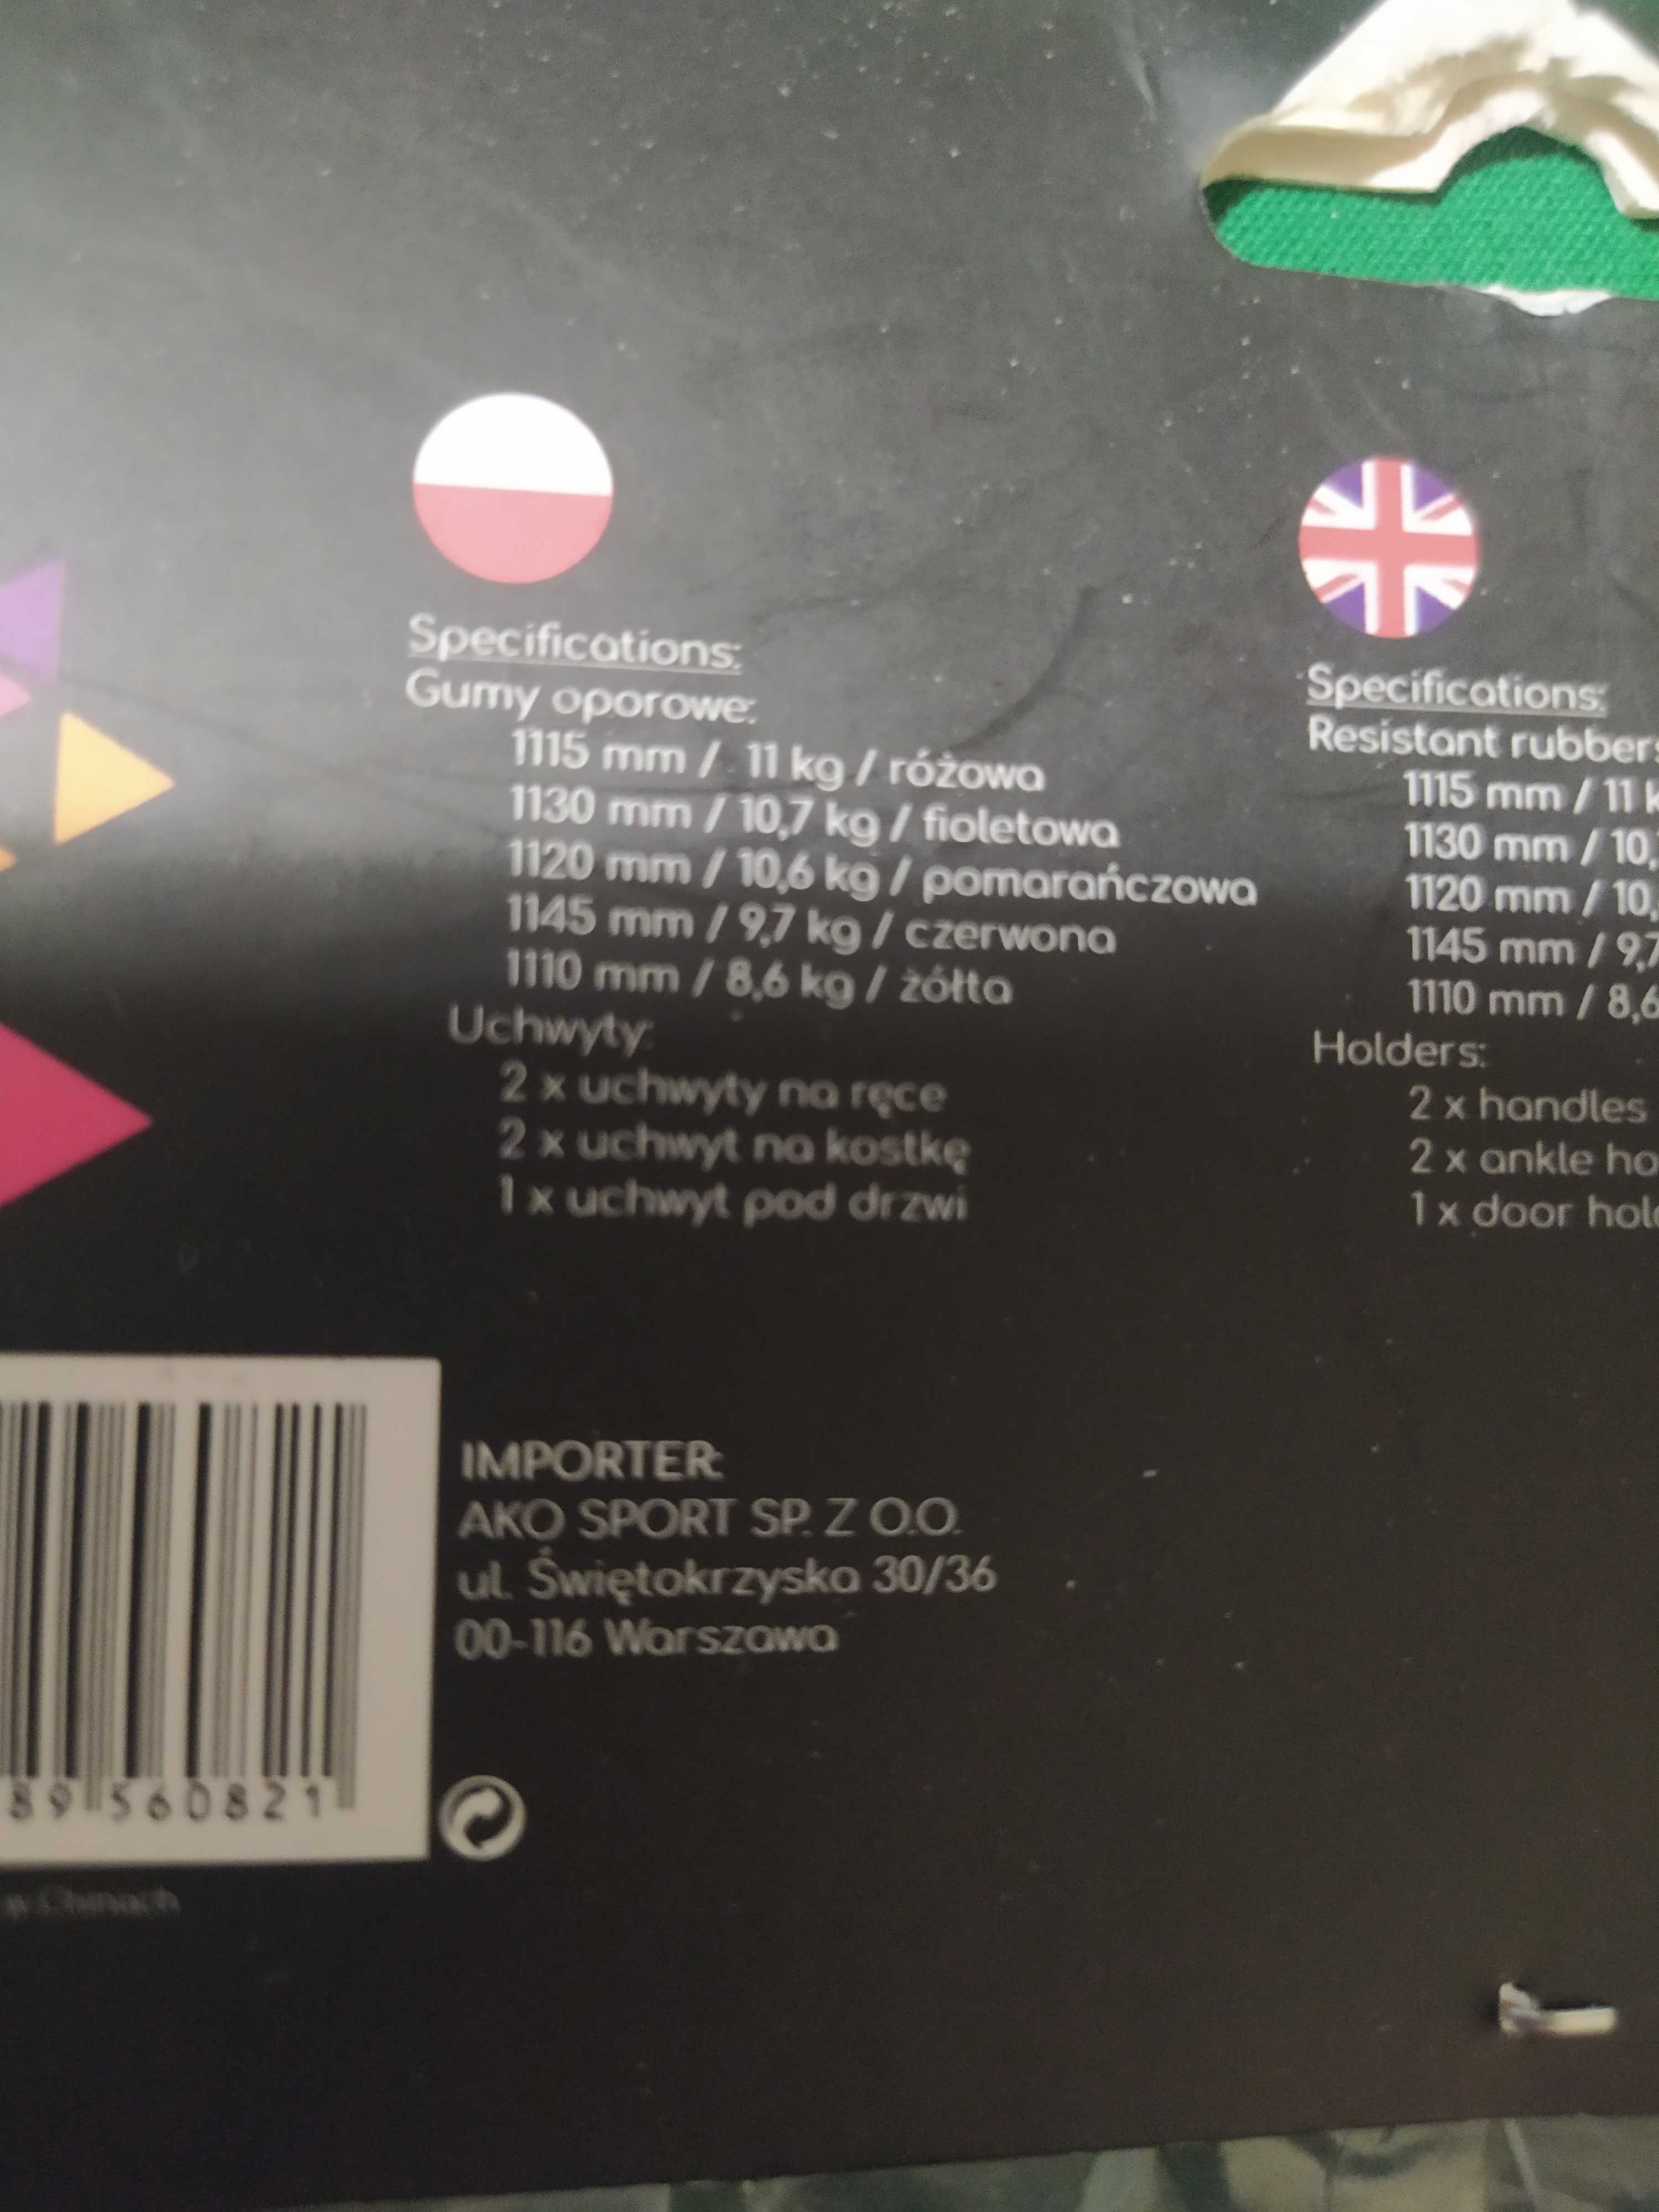 Specifications:
Gumy oporowe:
1115 mm / 11 kg / różowa
1130 mm / 10,7 kg / fioletowa
1120 mm / 10,6 kg / pomarańczowa
1145 mm / 9,7 kg / czerwona
1110 mm / 8,6 kg / żółta
Uchwyty:
2 x uchwyty na ręce
2 x uchwyt na kostkę
1 x uchwyt pod drzwi
Specifications:
Resistant rubbers
1115 mm / 11 k
1130 mm / 10,
1120 mm / 10,
1145 mm / 9,7
1110 mm / 8,6
Holders:
2 x handles
2 x ankle ho
1 x door hol
IMPORTER:
AKO SPORT SP. Z O.O.
ul. Świętokrzyska 30/36
00-116 Warszawa
89 560821
w Chinach